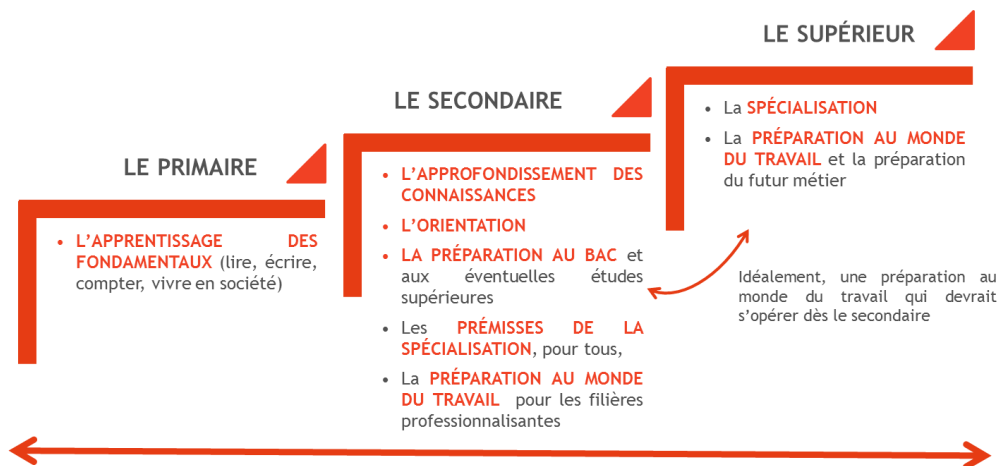 LE PRIMAIRE
• L’APPRENTISSAGE DES
FONDAMENTAUX (lire, écrire,
compter, vivre en société)
LE SECONDAIRE
• L’APPROFONDISSEMENT DES
CONNAISSANCES
• L’ORIENTATION
• LA PRÉPARATION AU BAC et
aux éventuelles études
supérieures
• Les PRÉMISSES DE LA
SPÉCIALISATION, pour tous,
• La PRÉPARATION AU MONDE
DU TRAVAIL pour les filières
professionnalisantes
LE SUPÉRIEUR
• La SPÉCIALISATION
• La PRÉPARATION AU MONDE
DU TRAVAIL et la préparation
du futur métier
Idéalement, une préparation au
monde du travail qui devrait
s’opérer dès le secondaire